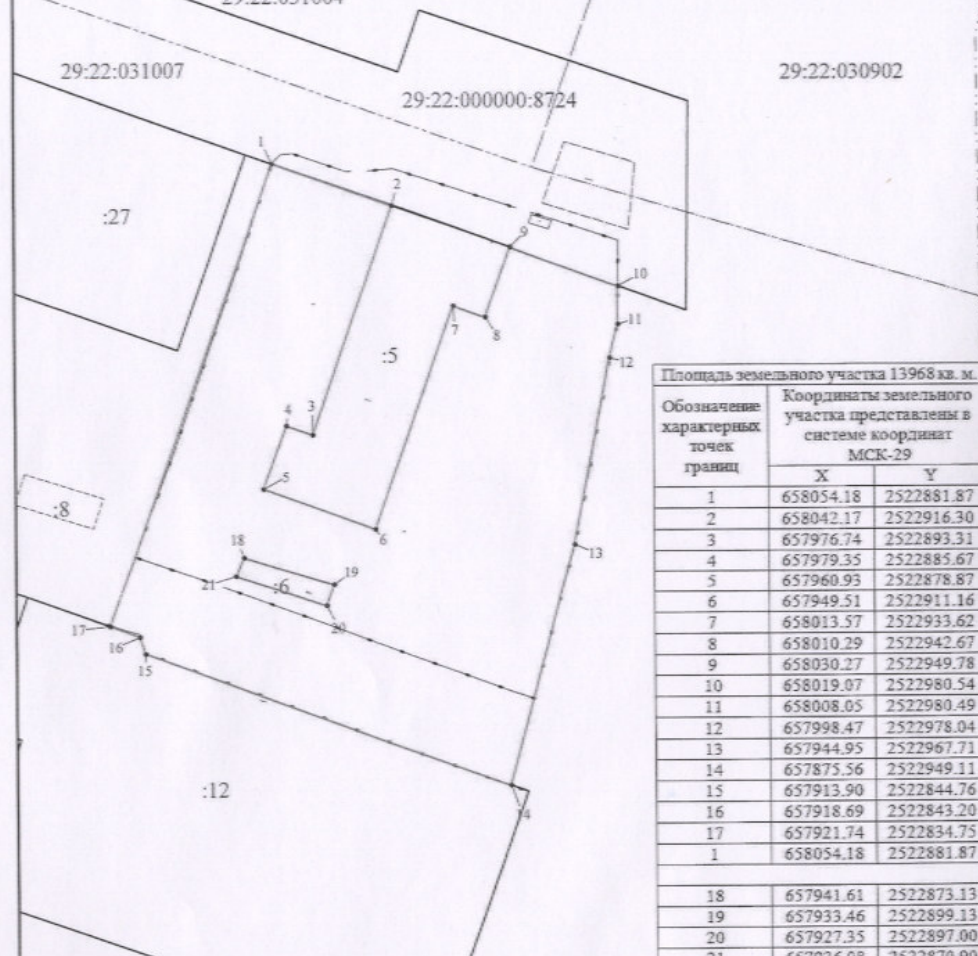 29:22:031004
29:22:031007
29:22:000000:8724
29:22:030902
1
2
:27
9
10
11
7
8
12
:5
4
3
5
:8
6
13
18
19
21
:6
20
17
16
15
:12
Площадь земельного участка 13968 кв. м.
Обозначение характерных точек границ
Координаты земельного участка представлены в системе координат МСК-29
X Y
1 658054.18 2522881.87
2 658042.17 2522916.30
3 657976.74 2522893.31
4 657979.35 2522885.67
5 657960.93 2522878.87
6 657949.51 2522911.16
7 658013.57 2522933.62
8 658010.29 2522942.67
9 658030.27 2522949.78
10 658019.07 2522980.54
11 658008.05 2522980.49
12 657998.47 2522978.04
13 657944.95 2522967.71
14 657875.56 2522949.11
15 657913.90 2522844.76
16 657918.69 2522843.20
17 657921.74 2522834.75
1 658054.18 2522881.87
18 657941.61 2522873.13
19 657933.46 2522899.13
20 657927.35 2522897.00